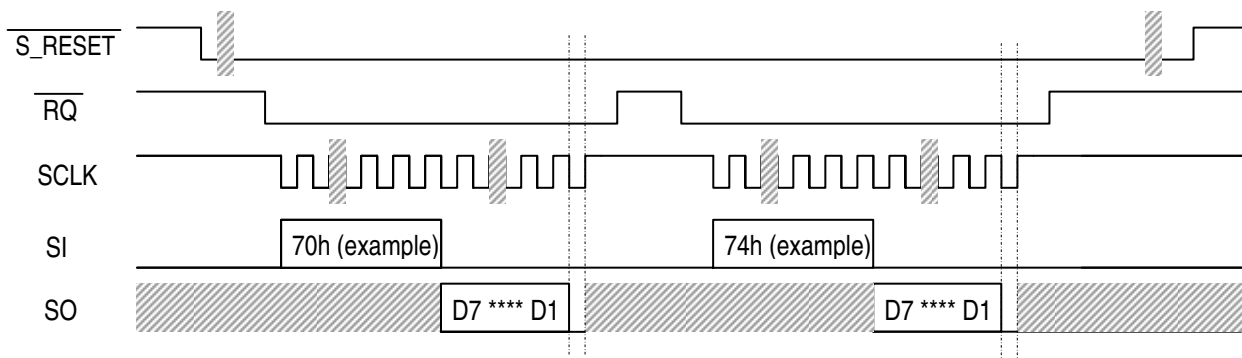 S_RESET
RQ
SCLK
SI 70h (example) 74h (example)
SO D7 **** D1 D7 **** D1